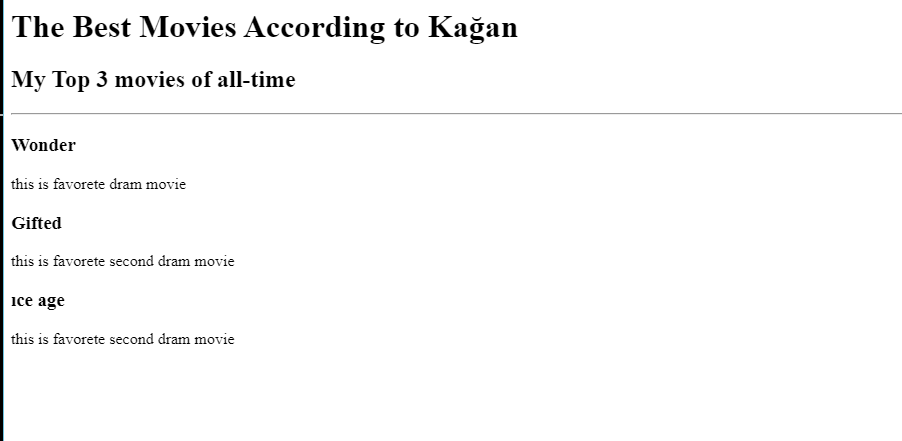 The Best Movies According to Kağan
My Top 3 movies of all-time
Wonder
this is favorete dram movie
Gifted
this is favorete second dram movie
ıce age
this is favorete second dram movie